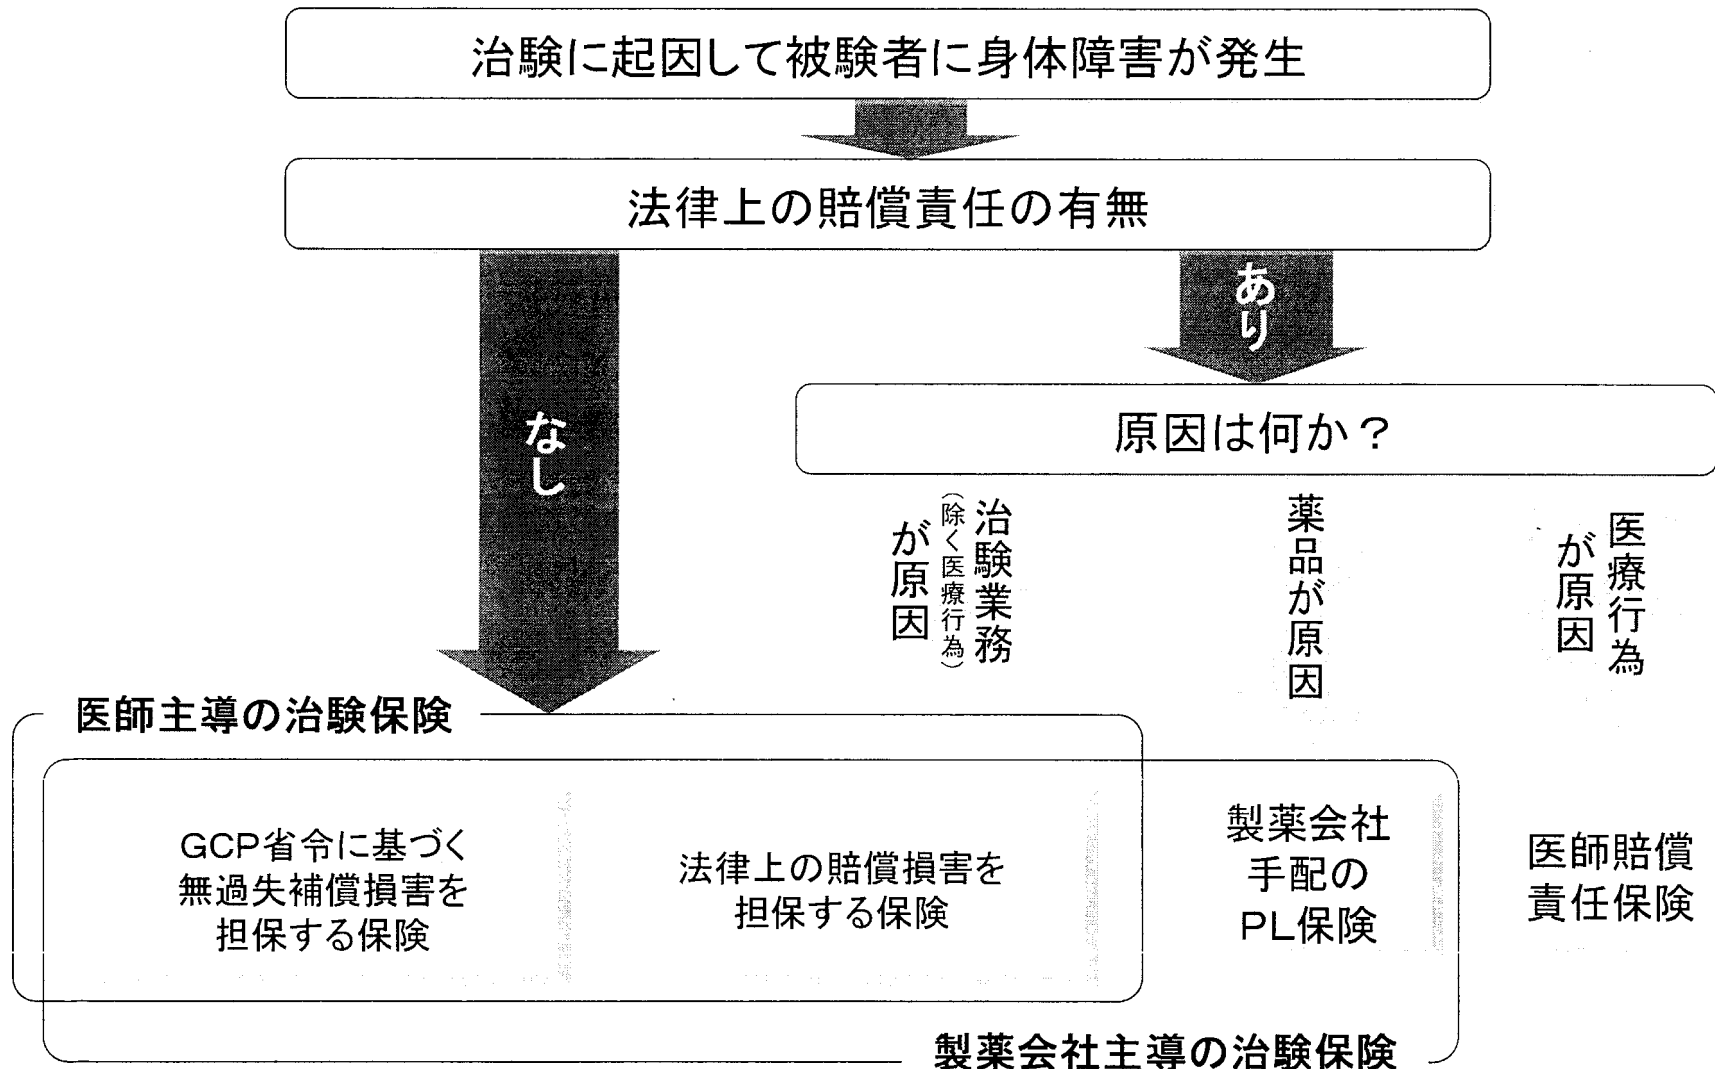 治験に起因して被験者に身体障害が発生
法律上の賠償責任の有無
なし
あり
原因は何か?
治験業務
(除く医療行為)
が原因
薬品が原因
医療行為
が原因
医師主導の治験保険
GCP省令に基づく
無過失補償損害を
担保する保険
法律上の賠償損害を
担保する保険
製薬会社
手配の
PL保険
医師賠償
責任保険
製薬会社主導の治験保険